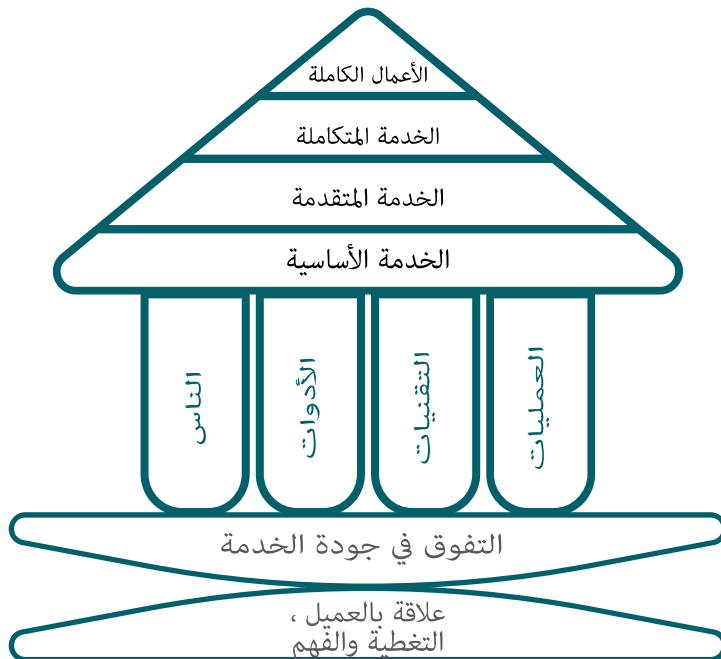 الأعمال الكاملة
الخدمة المتكاملة
الخدمة المتقدمة
الخدمة الأساسية
العمليات
التقنيات
الأدوات
الناس
التفوق في جودة الخدمة
علاقة بالعميل ،
التغطية والفهم